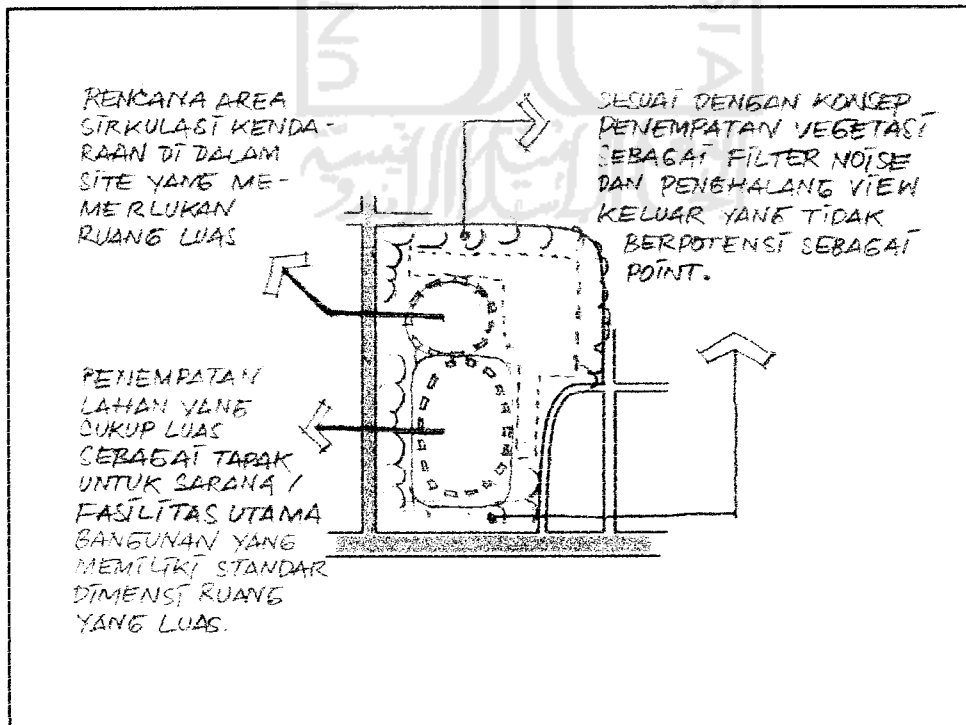 RENCANA AREA
SIRKULASI KENDA-
RAAN DI DALAM
SITE YANG ME-
MERLUKAN
RUANG LUAS
SESUAI DENGAN KONSEP
PENEMPATAN VEGETASI
SEBAGAI FILTER NOISE
DAN PENGHALANG VIEW
KELUAR YANG TIDAK
BERPOTENSI SEBAGAI
POINT.
PENEMPATAN
LAHAN YANG
CUKUP LUAS
SEBAGAI TAPAK
UNTUK SARANA /
FASILITAS UTAMA
BANGUNAN YANG
MEMILIKI STANDAR
DIMENSI RUANG
YANG LUAS.